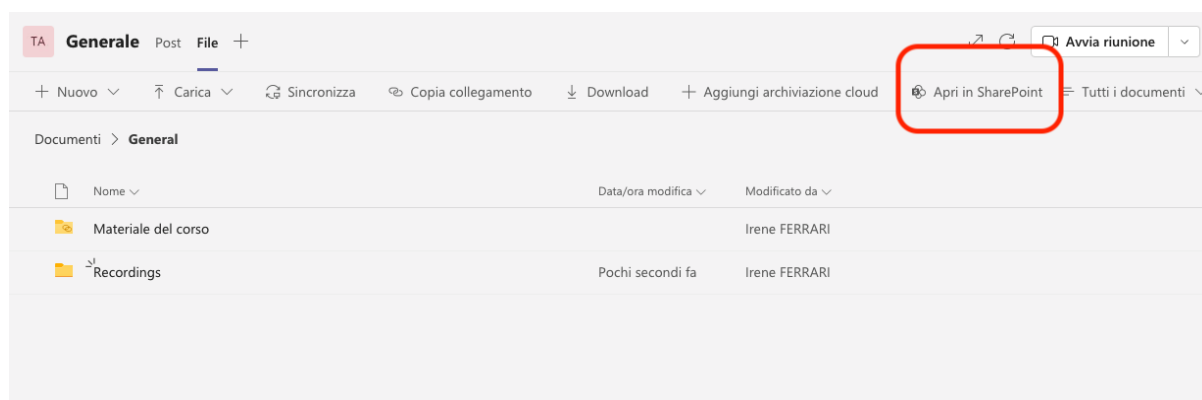 TA Generale Post File Avvia riunione
Nuovo Carica Sincronizza Copia collegamento Download Aggiungi archiviazione cloud Apri in SharePoint Tutti i documenti
Documenti > General
Nome Data/ora modifica Modificato da
Materiale del corso Irene FERRARI
Recordings Pochi secondi fa Irene FERRARI